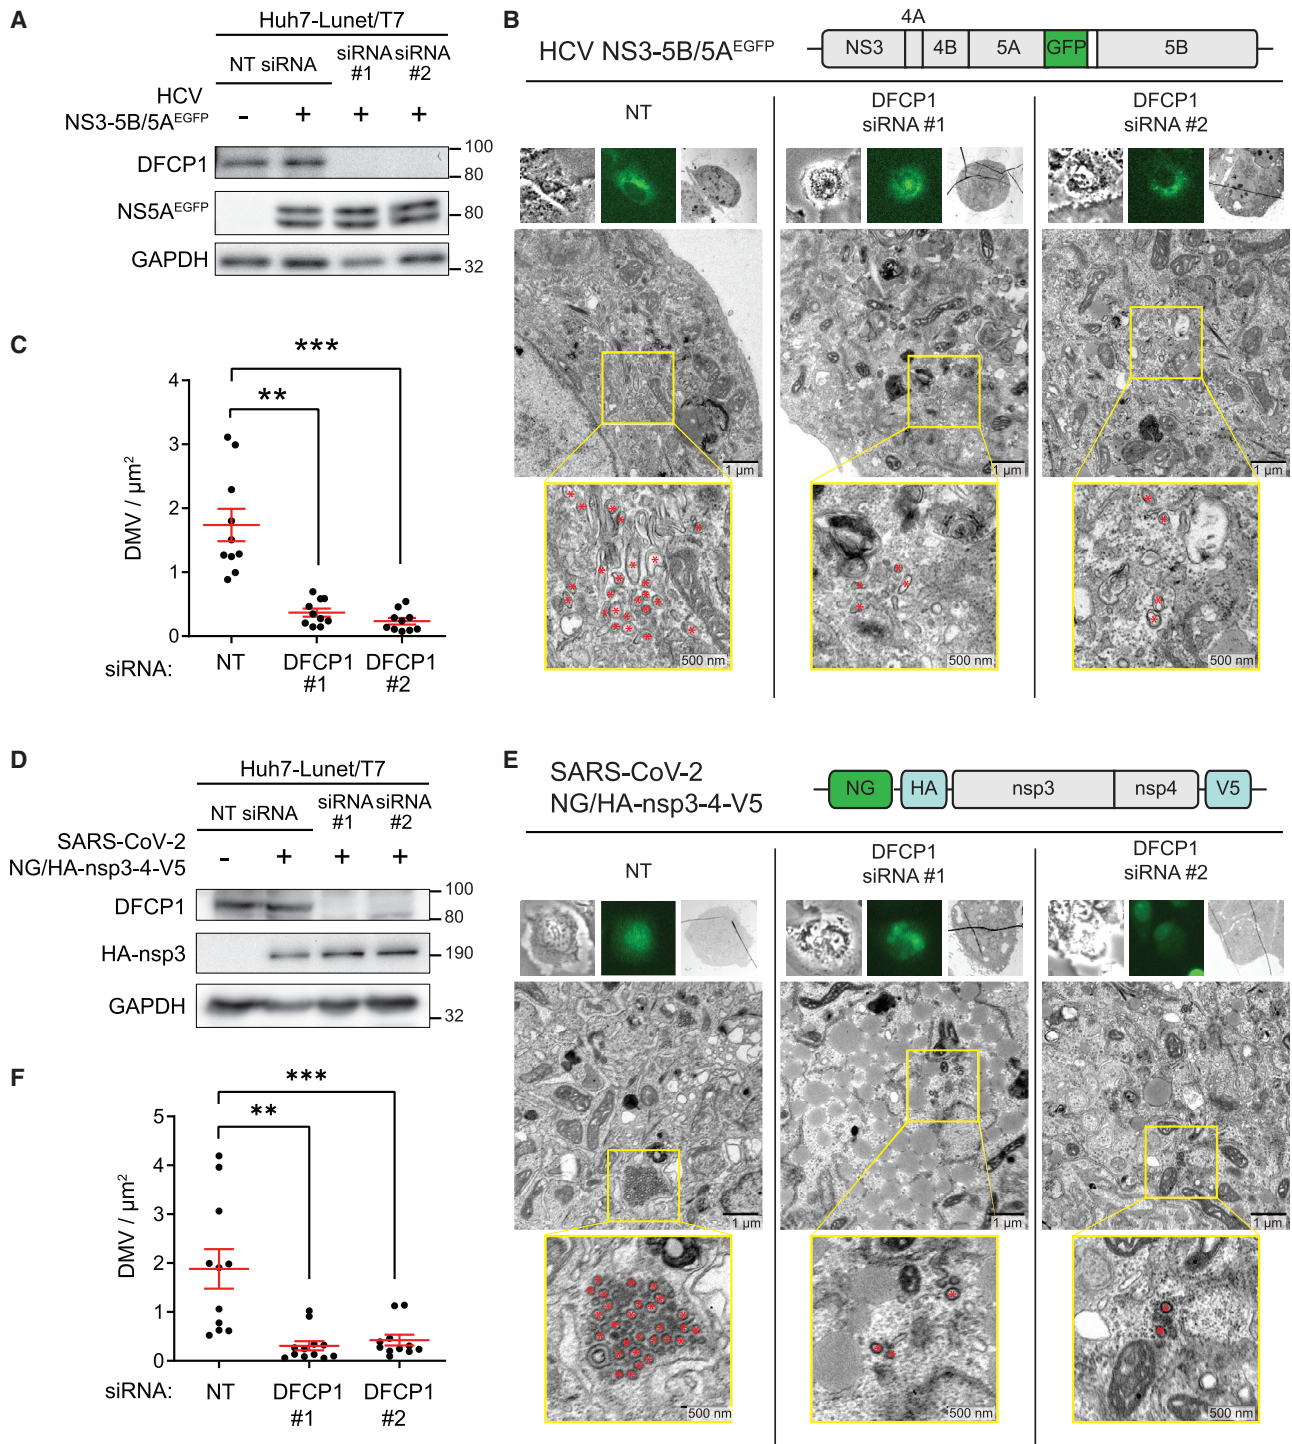 A
Huh7-Lunet/T7
NT siRNA
siRNA #1
siRNA #2
HCV
NS3-5B/5A^EGFP
- + + +
DFCP1
100
80
NS5A^EGFP
80
GAPDH
32
B
HCV NS3-5B/5A^EGFP
4A
NS3 4B 5A GFP 5B
NT
DFCP1
siRNA #1
DFCP1
siRNA #2
1 µm
1 µm
1 µm
500 nm
500 nm
500 nm
C
***
**
DMV / µm²
4
3
2
1
0
siRNA: NT DFCP1 #1 DFCP1 #2
D
Huh7-Lunet/T7
NT siRNA
siRNA #1
siRNA #2
SARS-CoV-2
NG/HA-nsp3-4-V5
- + + +
DFCP1
100
80
HA-nsp3
190
GAPDH
32
E
SARS-CoV-2
NG/HA-nsp3-4-V5
NG HA nsp3 nsp4 V5
NT
DFCP1
siRNA #1
DFCP1
siRNA #2
1 µm
1 µm
1 µm
500 nm
500 nm
500 nm
F
***
**
DMV / µm²
5
4
3
2
1
0
siRNA: NT DFCP1 #1 DFCP1 #2